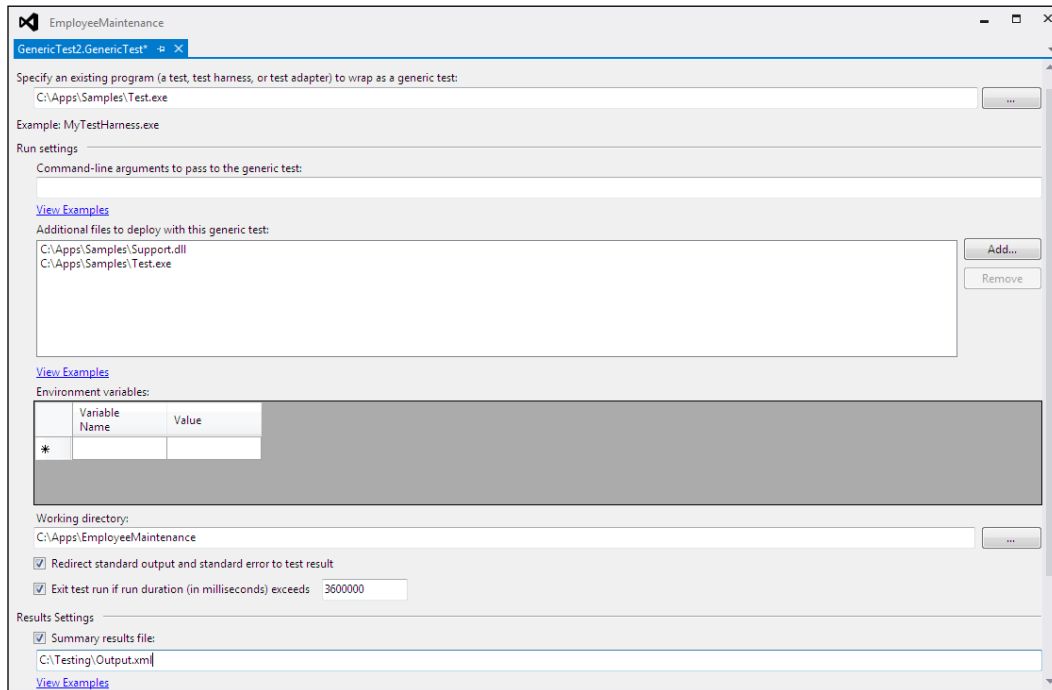 EmployeeMaintenance
GenericTest2.GenericTest*
Specify an existing program (a test, test harness, or test adapter) to wrap as a generic test:
C:\Apps\Samples\Test.exe
...
Example: MyTestHarness.exe
Run settings
Command-line arguments to pass to the generic test:
View Examples
Additional files to deploy with this generic test:
C:\Apps\Samples\Support.dll
C:\Apps\Samples\Test.exe
Add...
Remove
View Examples
Environment variables:
Variable
Name
Value
Working directory:
C:\Apps\EmployeeMaintenance
...
Redirect standard output and standard error to test result
Exit test run if run duration (in milliseconds) exceeds 3600000
Results Settings
Summary results file:
C:\Testing\Output.xml
View Examples